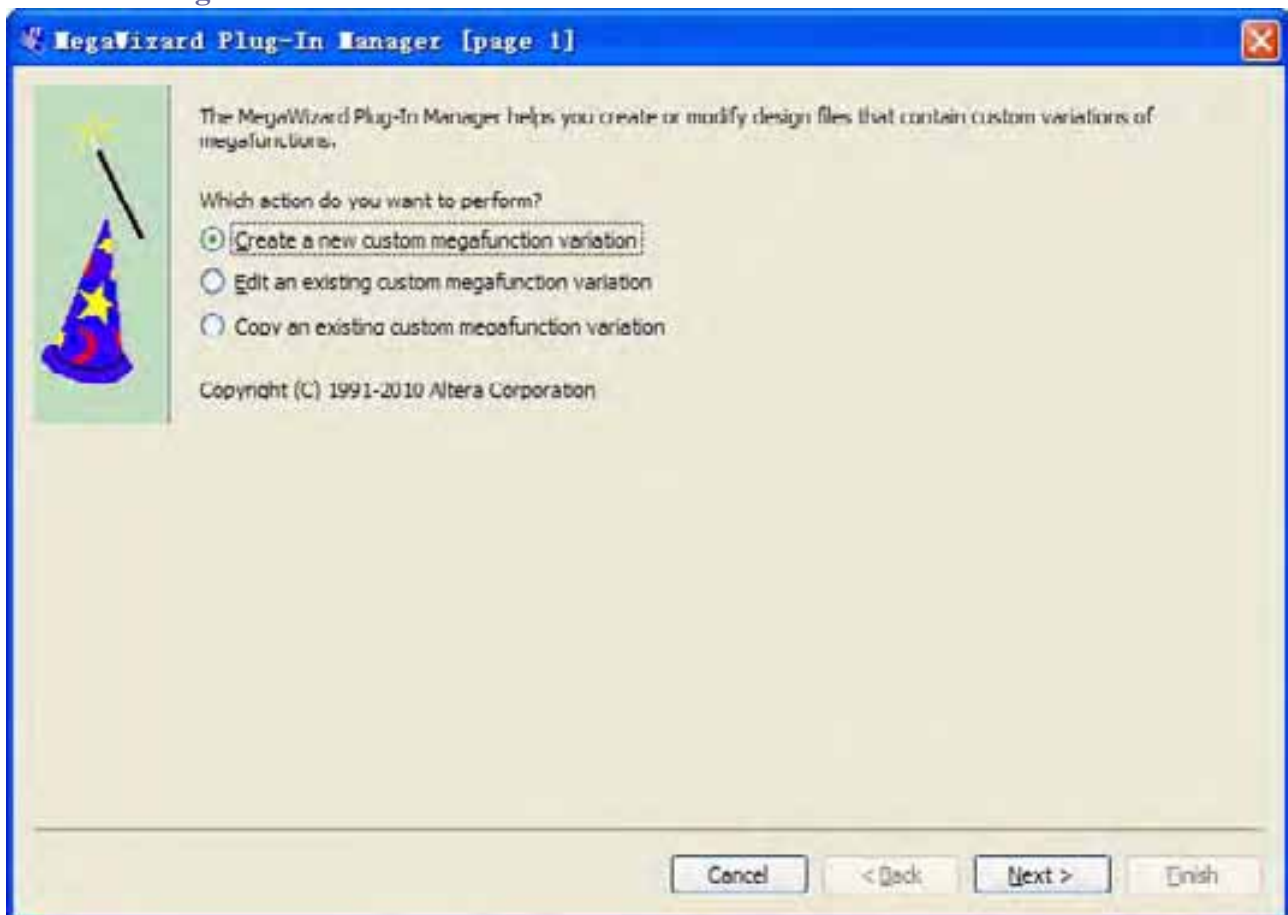 MegaWizard Plug-In Manager [page 1]
The MegaWizard Plug-In Manager helps you create or modify design files that contain custom variations of
megafunctions.
Which action do you want to perform?
Create a new custom megafunction variation
Edit an existing custom megafunction variation
Copy an existing custom megafunction variation
Copyright (C) 1991-2010 Altera Corporation
Cancel
< Back
Next >
Finish